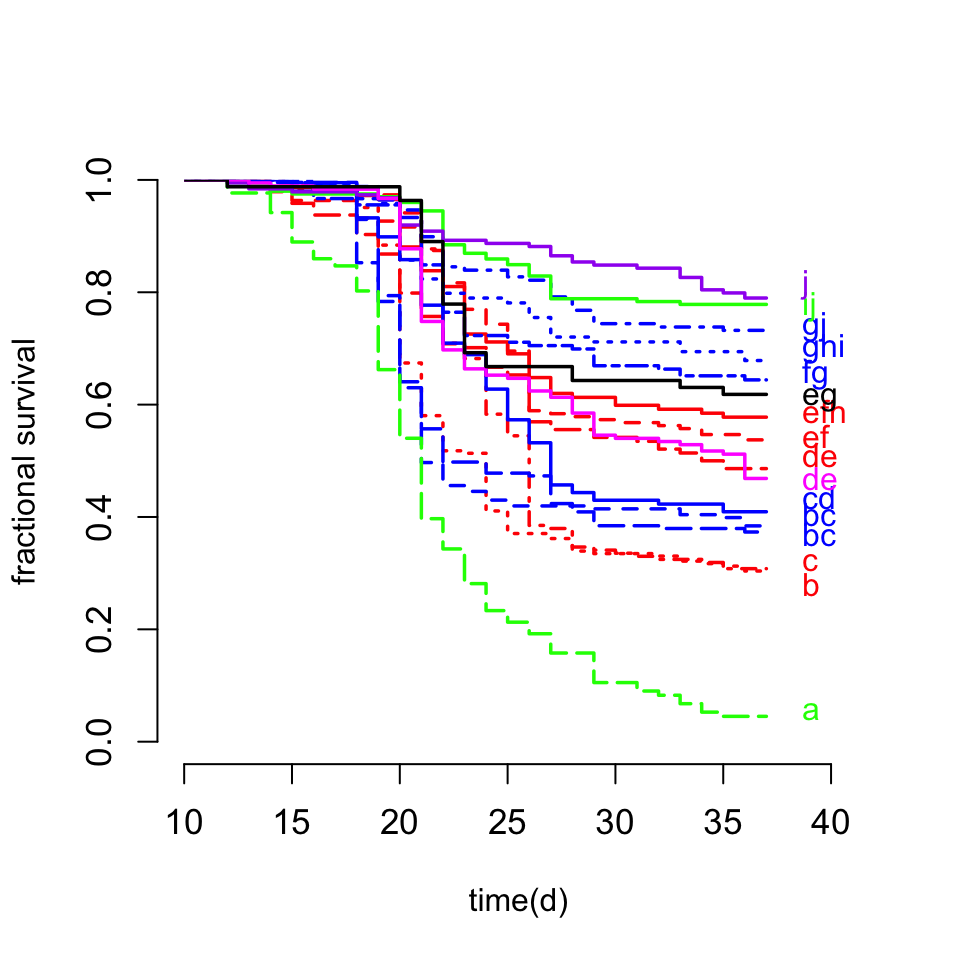 fractional survival
1.0
0.8
0.6
0.4
0.2
0.0
10 15 20 25 30 35 40
time(d)
j
ij
gj
ghi
fg
eg
efh
ef
de
de
cd
bc
bc
c
b
a